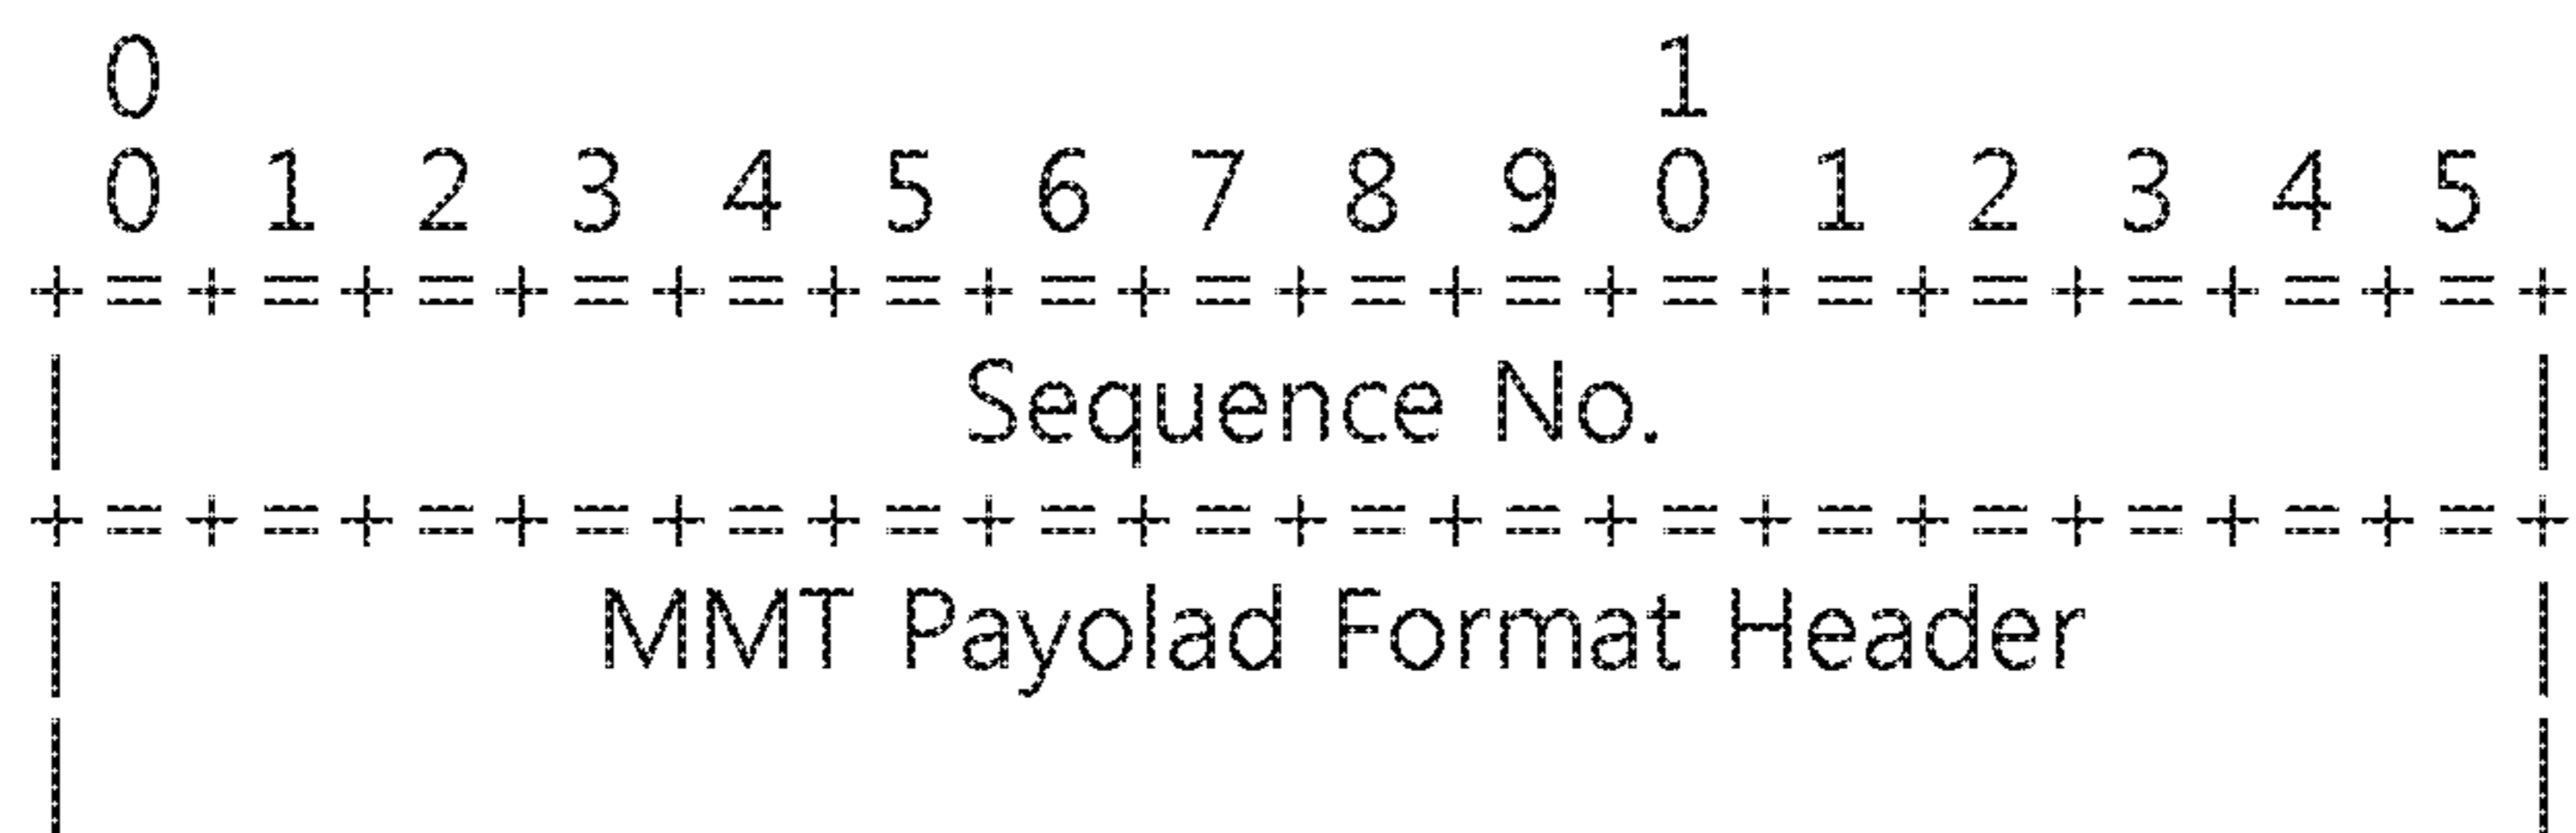 0 1
0 1 2 3 4 5 6 7 8 9 0 1 2 3 4 5
+=+=+=+=+=+=+=+=+=+=+=+=+=+=+=+=+
| Sequence No. |
+=+=+=+=+=+=+=+=+=+=+=+=+=+=+=+=+
| MMT Payolad Format Header |
| |